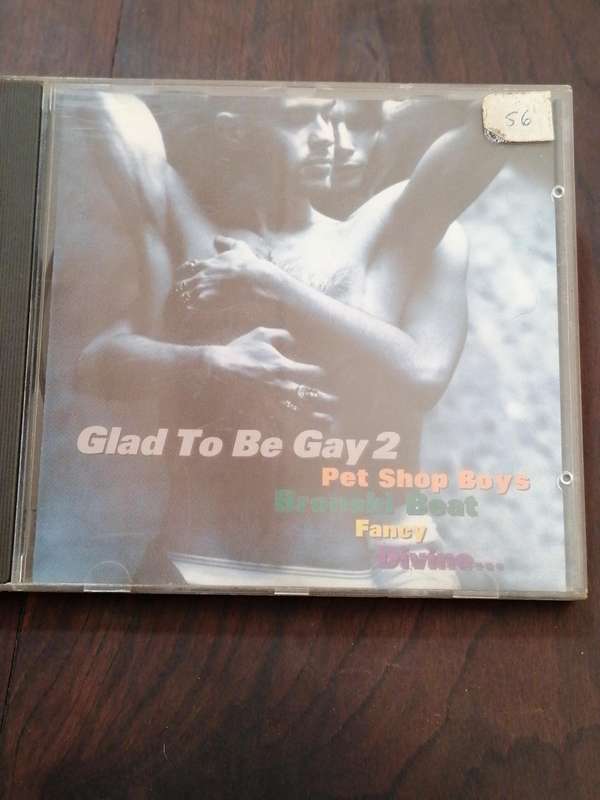 56
Glad To Be Gay 2
Pet Shop Boys
Bronski Beat
Fancy
Divine...